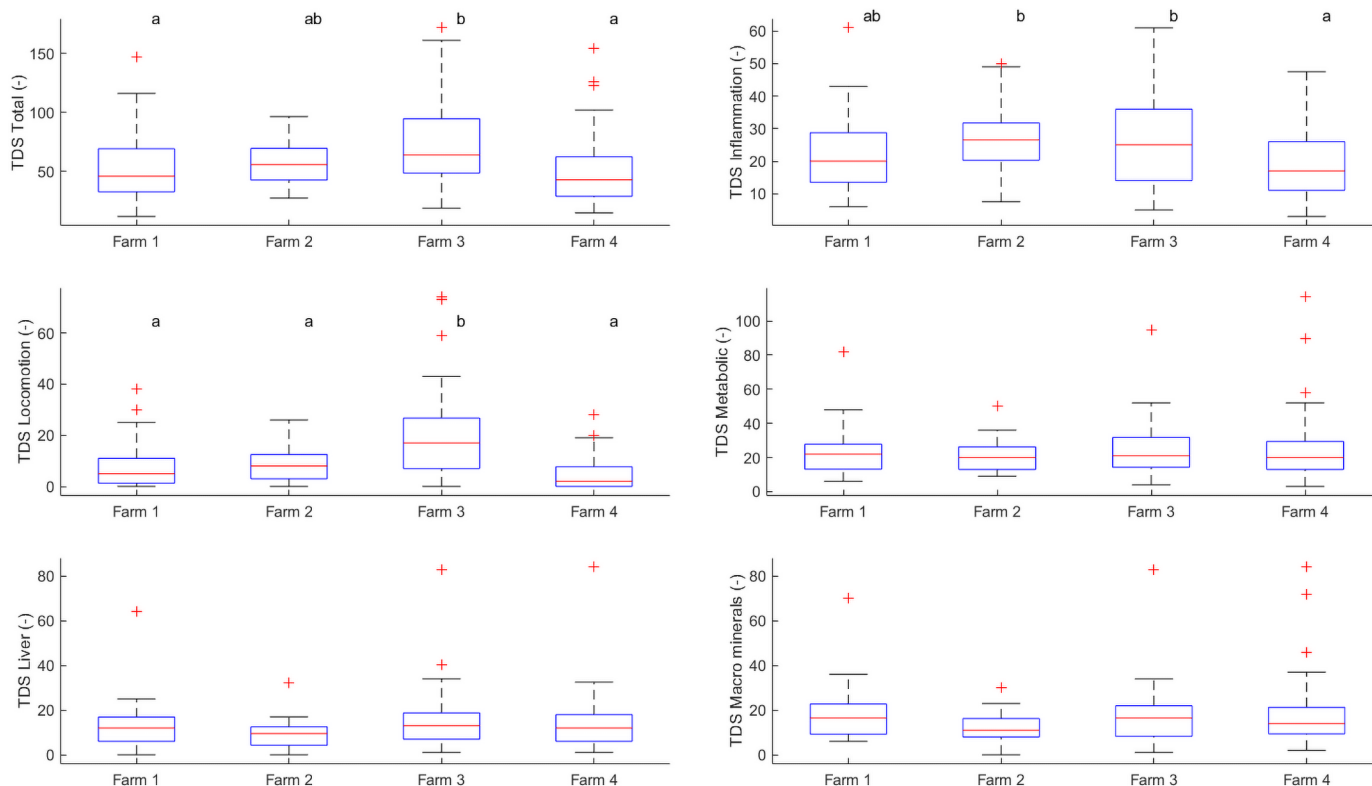 a ab b a
TDS Total (-)
150
100
50
Farm 1 Farm 2 Farm 3 Farm 4
ab b b a
TDS Inflammation (-)
60
50
40
30
20
10
Farm 1 Farm 2 Farm 3 Farm 4
a a b a
TDS Locomotion (-)
60
40
20
0
Farm 1 Farm 2 Farm 3 Farm 4
TDS Metabolic (-)
100
80
60
40
20
0
Farm 1 Farm 2 Farm 3 Farm 4
TDS Liver (-)
80
60
40
20
0
Farm 1 Farm 2 Farm 3 Farm 4
TDS Macro minerals (-)
80
60
40
20
0
Farm 1 Farm 2 Farm 3 Farm 4